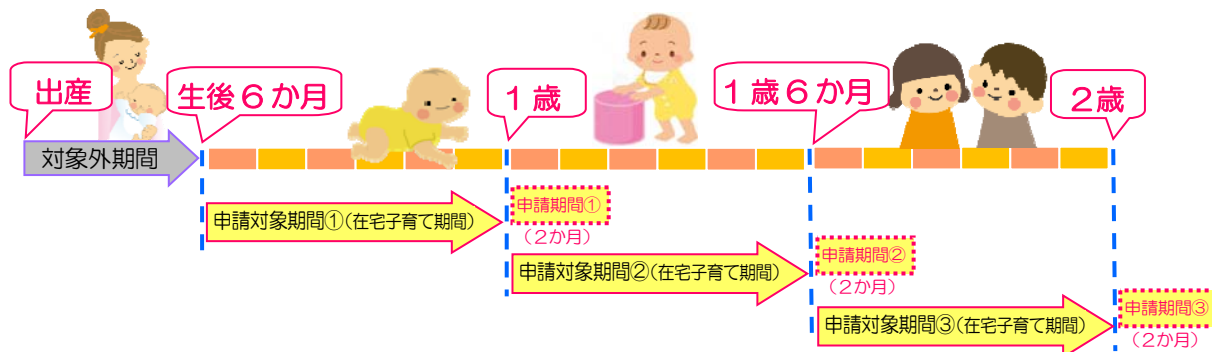 出産
生後６か月
１歳
１歳６か月
２歳
対象外期間
申請対象期間①(在宅子育て期間)
申請期間①
（２か月）
申請対象期間②(在宅子育て期間)
申請期間②
（２か月）
申請対象期間③(在宅子育て期間)
申請期間③
（２か月）